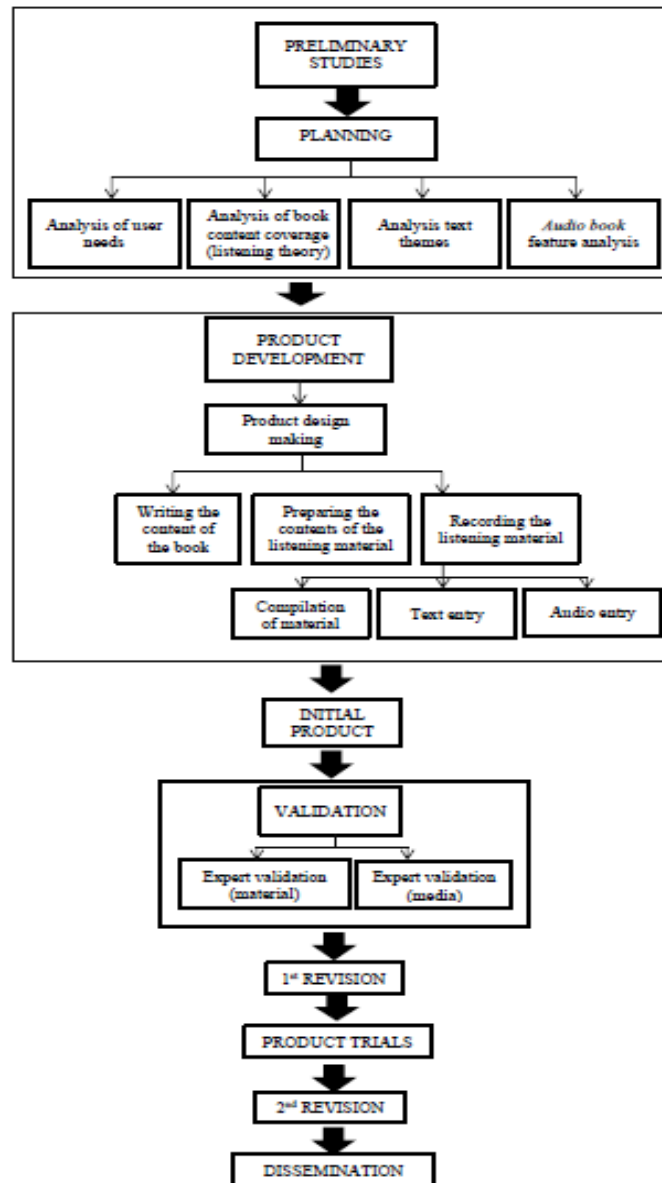 PRELIMINARY
STUDIES
PLANNING
Analysis of user
needs
Analysis of book
content coverage
(listening theory)
Analysis text
themes
Audio book
feature analysis
PRODUCT
DEVELOPMENT
Product design
making
Writing the
content of
the book
Preparing the
contents of the
listening material
Recording the
listening material
Compilation
of material
Text entry
Audio entry
INITIAL
PRODUCT
VALIDATION
Expert validation
(material)
Expert validation
(media)
1st REVISION
PRODUCT TRIALS
2nd REVISION
DISSEMINATION